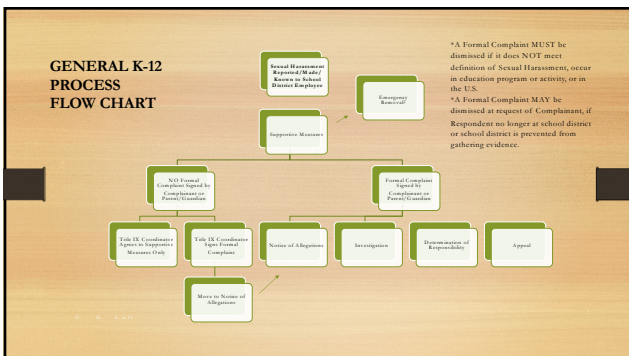 GENERAL K-12
PROCESS
FLOW CHART
Sexual Harassment
Reported/Made/
Known to School
District Employee
Emergency
Removal?
*A Formal Complaint MUST be
dismissed if it does NOT meet
definition of Sexual Harassment, occur
in education program or activity, or in
the U.S.
*A Formal Complaint MAY be
dismissed at request of Complainant, if
Respondent no longer at school district
or school district is prevented from
gathering evidence.
Supportive Measures
NO Formal
Complaint Signed by
Complainant or
Parent/Guardian
Formal Complaint
Signed by
Complainant or
Parent/Guardian
Title IX Coordinator
Agrees to Supportive
Measures Only
Title IX Coordinator
Signs Formal
Complaint
Notice of Allegations
Investigation
Determination of
Responsibility
Appeal
Move to Notice of
Allegations